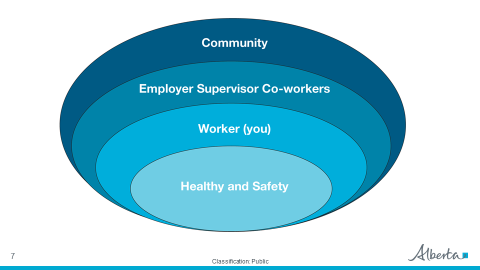 Community
Employer Supervisor Co-workers
Worker (you)
Healthy and Safety
7
Classification: Public
Alberta